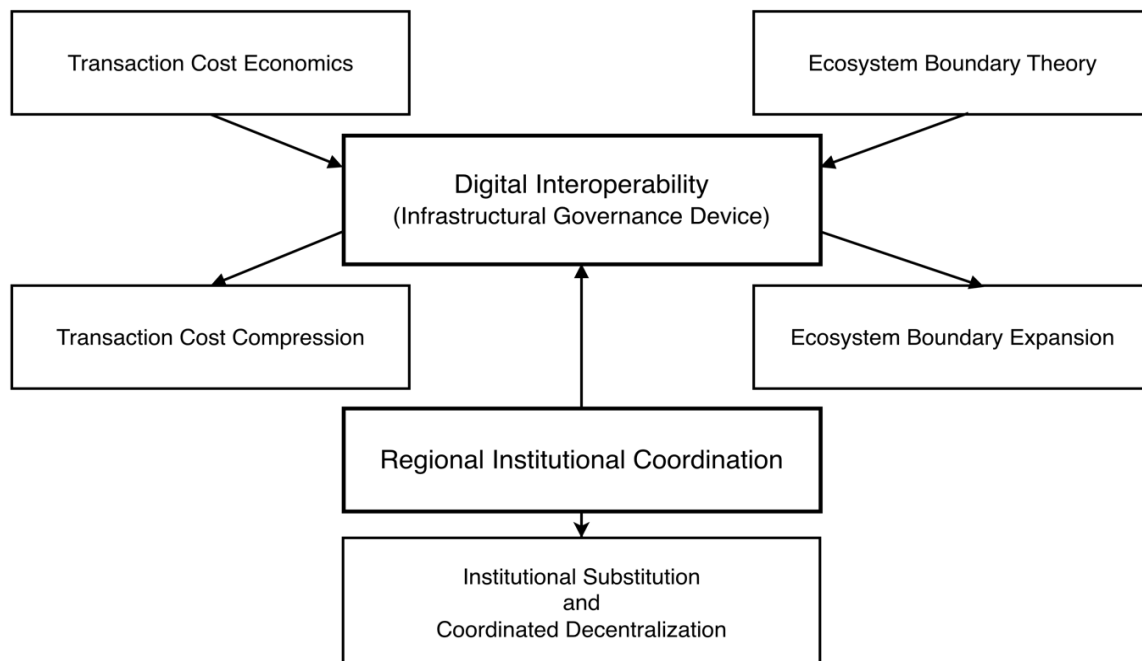 Transaction Cost Economics
Ecosystem Boundary Theory
Digital Interoperability
(Infrastructural Governance Device)
Transaction Cost Compression
Ecosystem Boundary Expansion
Regional Institutional Coordination
Institutional Substitution
and
Coordinated Decentralization